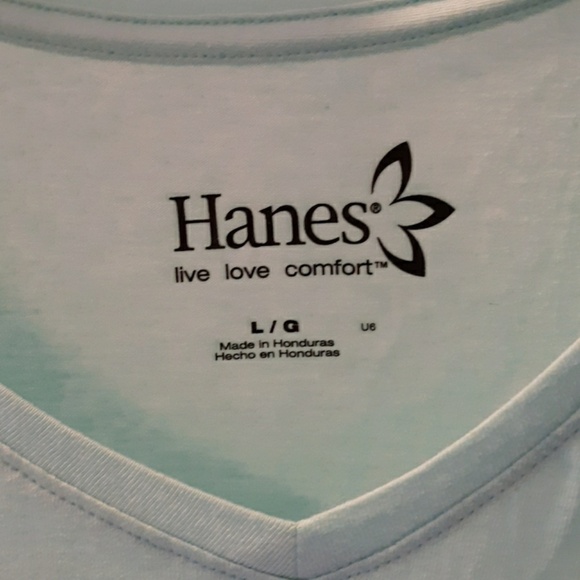 Hanes®
live love comfort™
L / G U6
Made in Honduras
Hecho en Honduras